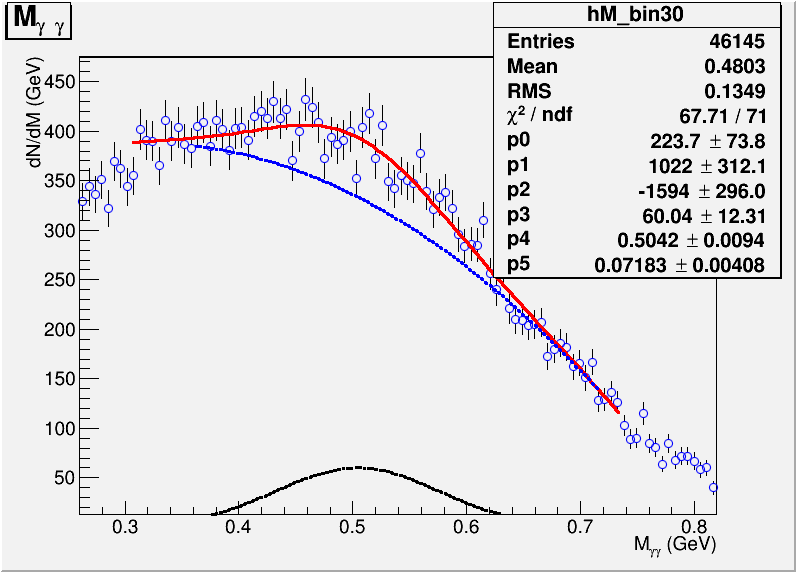 M γ γ
hM_bin30
Entries 46145
Mean 0.4803
RMS 0.1349
χ² / ndf 67.71 / 71
p0 223.7 ± 73.8
p1 1022 ± 312.1
p2 -1594 ± 296.0
p3 60.04 ± 12.31
p4 0.5042 ± 0.0094
p5 0.07183 ± 0.00408
dN/dM (GeV)
450
400
350
300
250
200
150
100
50
0.3 0.4 0.5 0.6 0.7 0.8
M γγ (GeV)